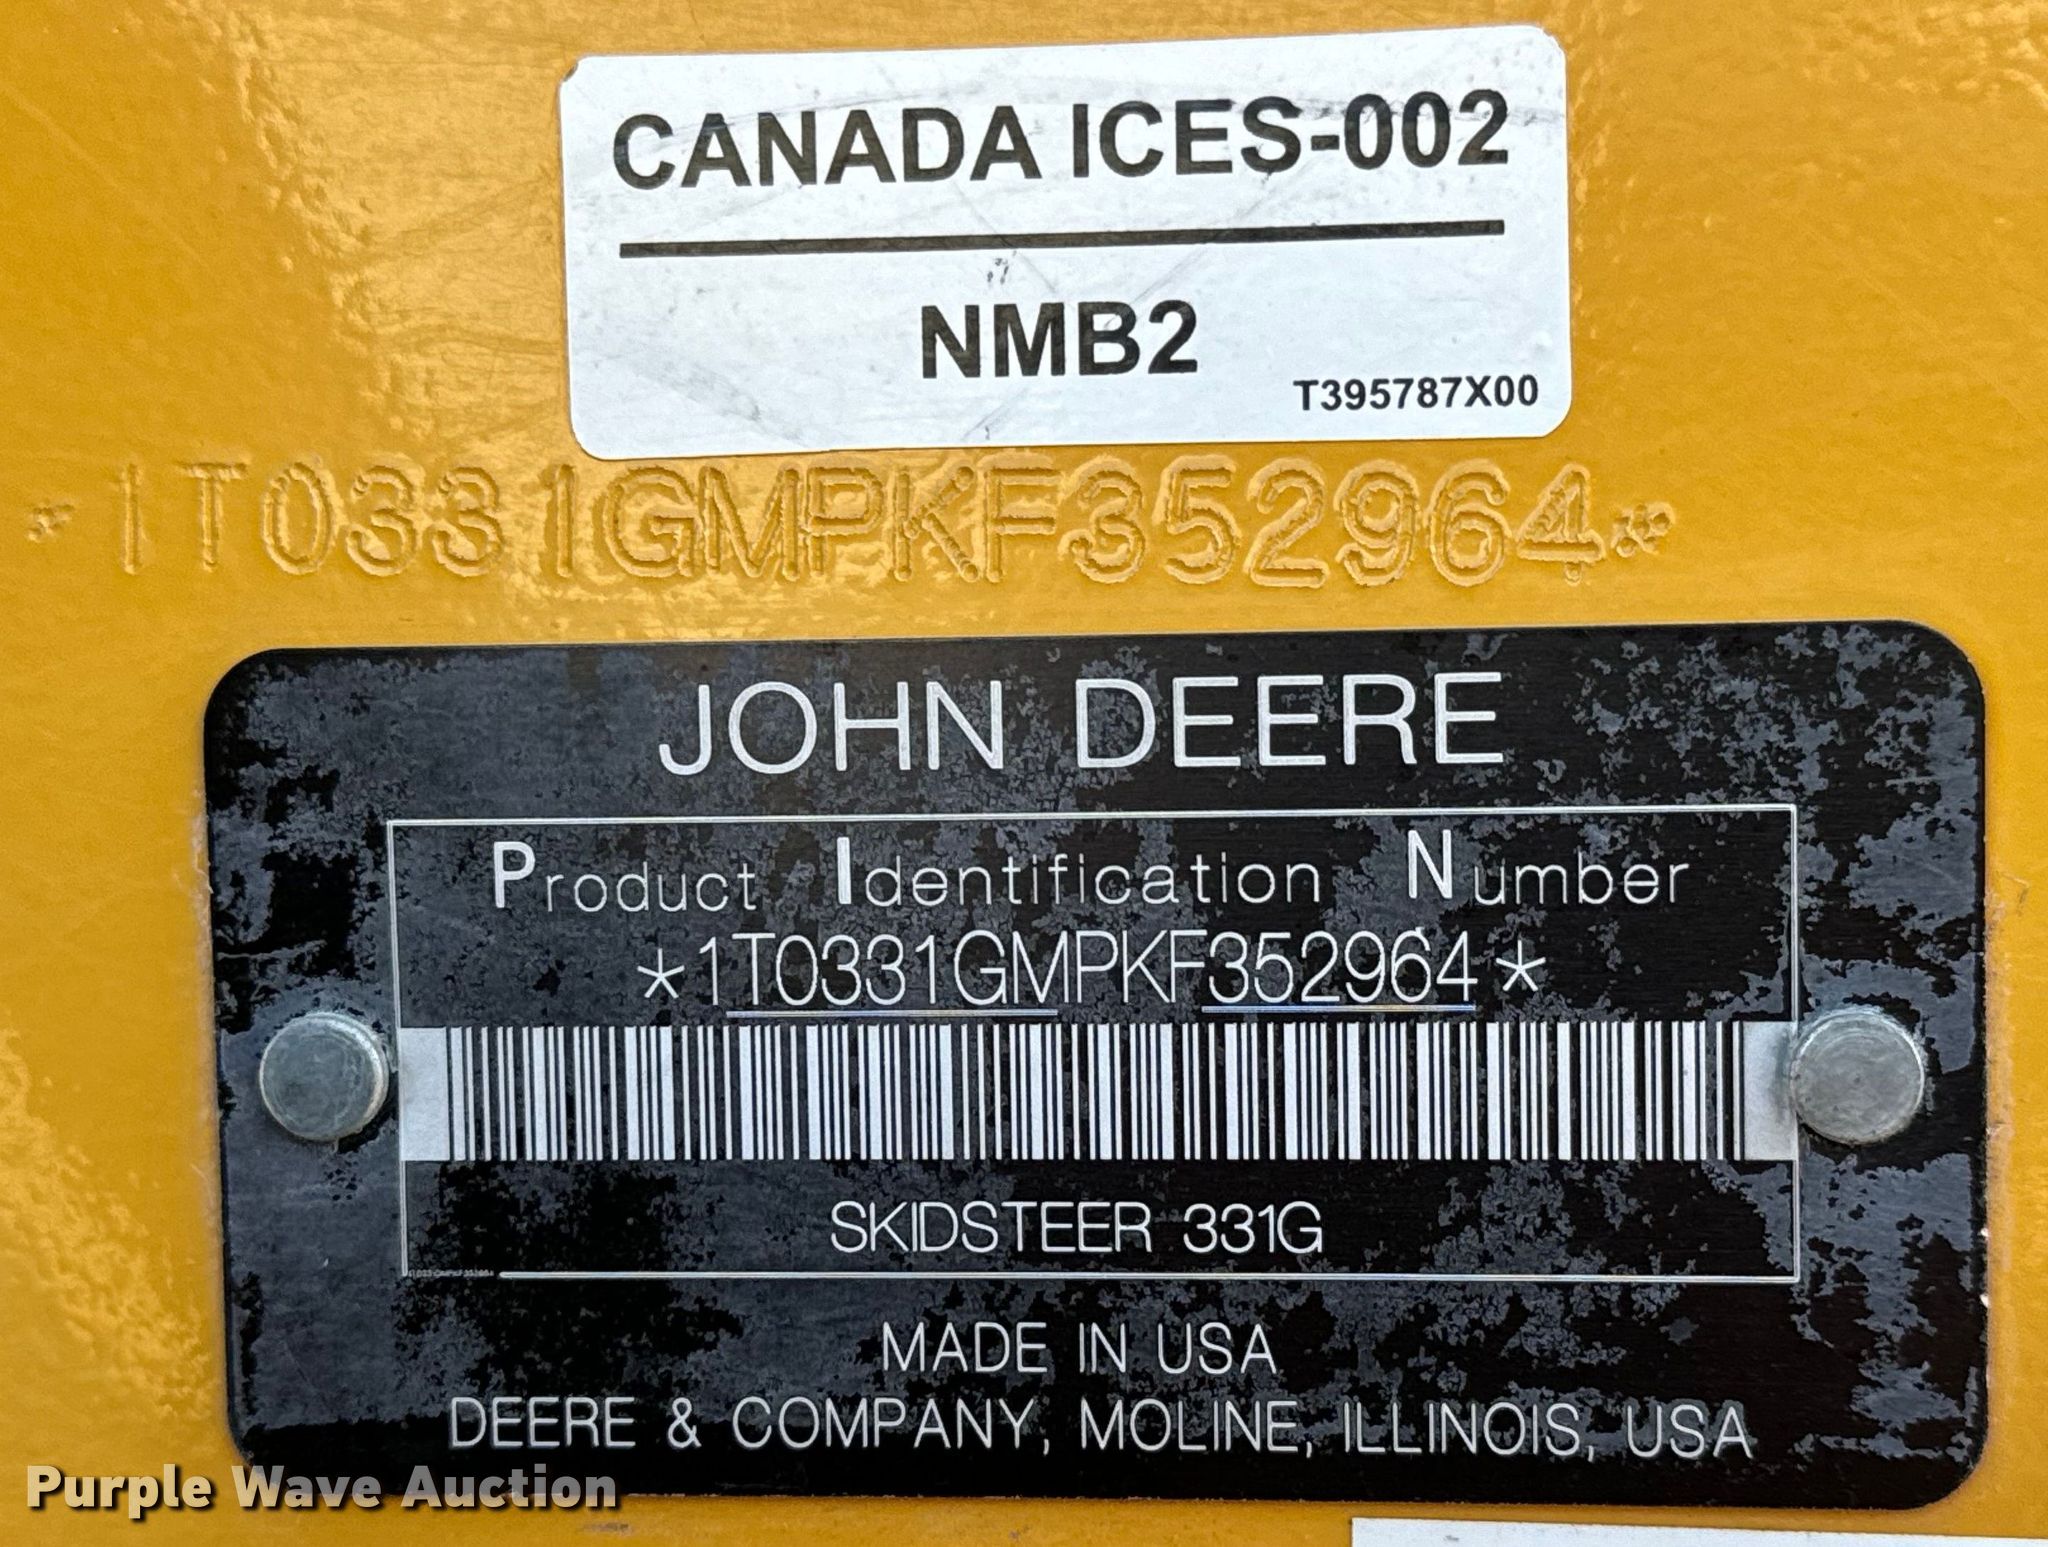 CANADA ICES-002
NMB2
T395787X00
*1T0331GMPKF352964*
JOHN DEERE
Product Identification Number
*1T0331GMPKF352964*
SKIDSTEER 331G
MADE IN USA
DEERE & COMPANY, MOLINE, ILLINOIS, USA
Purple Wave Auction